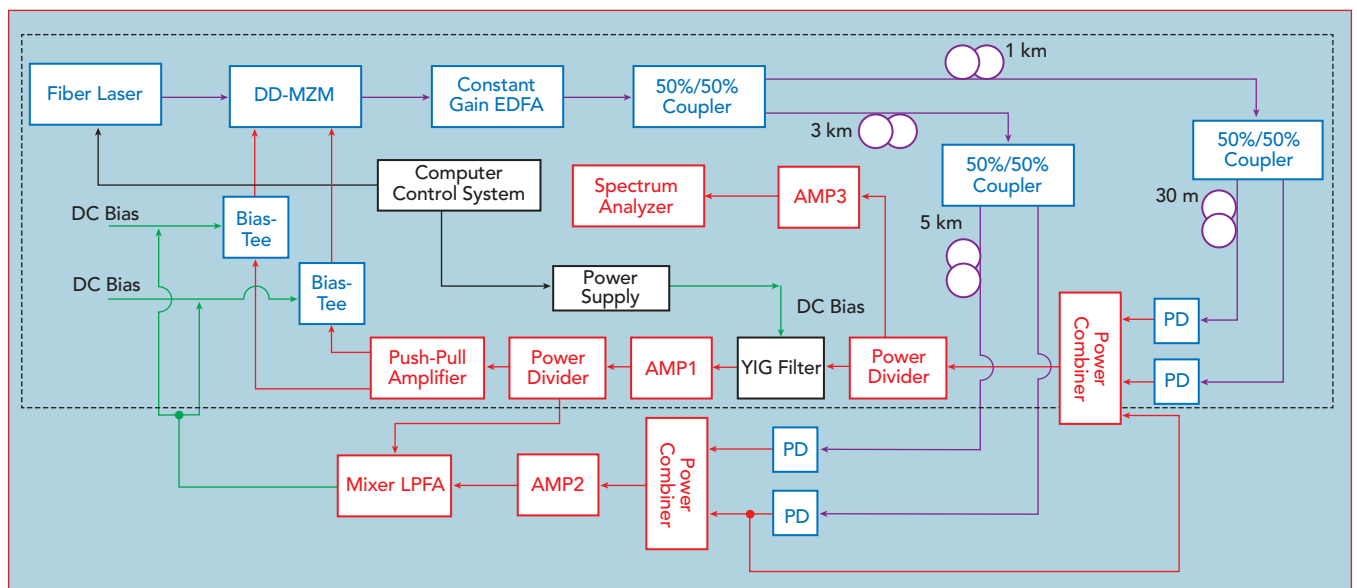 1 km
Fiber Laser
DD-MZM
Constant
Gain EDFA
50%/50%
Coupler
3 km
50%/50%
Coupler
50%/50%
Coupler
Computer
Control System
Spectrum
Analyzer
AMP3
30 m
DC Bias
Bias-
Tee
5 km
DC Bias
Bias-
Tee
Power
Supply
DC Bias
Power
Combiner
PD
PD
Push-Pull
Amplifier
Power
Divider
AMP1
YIG Filter
Power
Divider
Mixer LPFA
AMP2
Power
Combiner
PD
PD